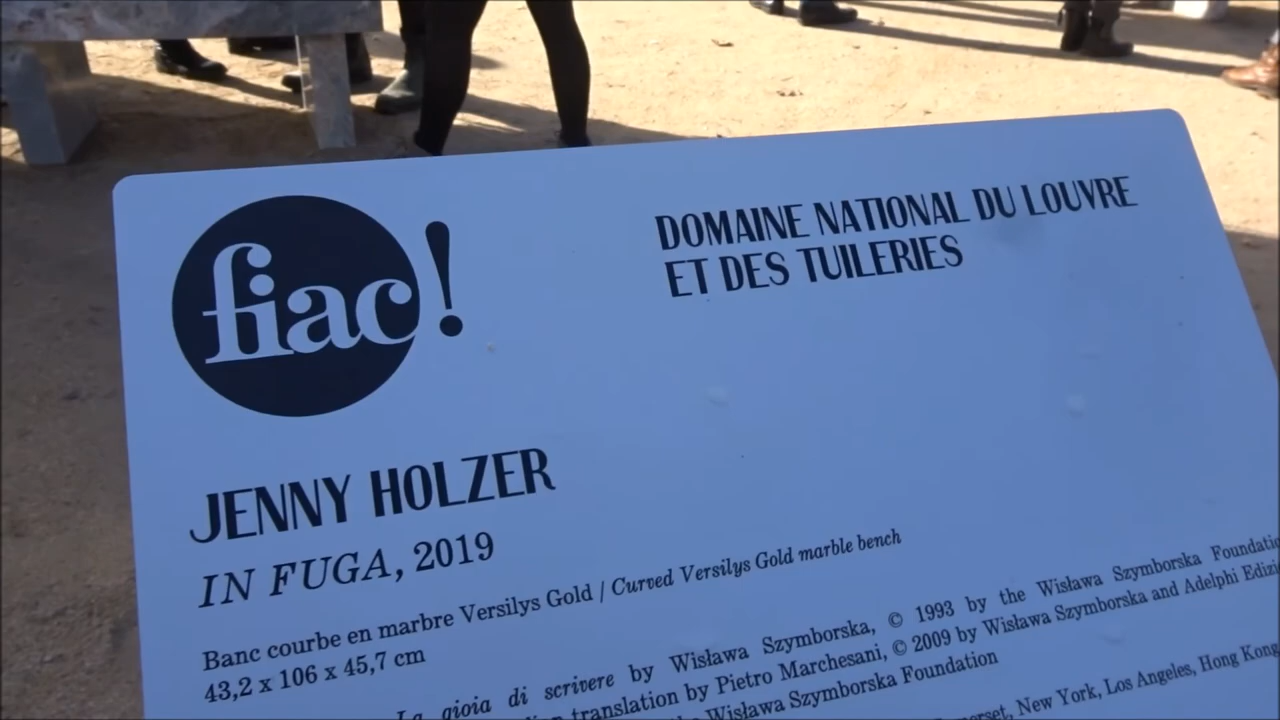 fiac!
DOMAINE NATIONAL DU LOUVRE
ET DES TUILERIES
JENNY HOLZER
IN FUGA, 2019
Banc courbe en marbre Versilys Gold / Curved Versilys Gold marble bench
43,2 x 106 x 45,7 cm
La gioia di scrivere by Wisława Szymborska, © 1993 by the Wisława Szymborska
translation by Pietro Marchesani, © 2009 by Wisława Szymborska and Adelphi
Wisława Szymborska Foundation
New York, Los Angeles, Hong Kong